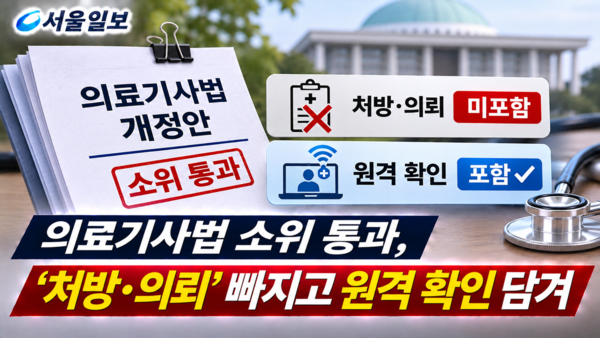 서울일보
의료기사법
개정안
소위 통과
처방·의뢰 미포함
원격 확인 포함
의료기사법 소위 통과,
‘처방·의뢰’ 빠지고 원격 확인 담겨